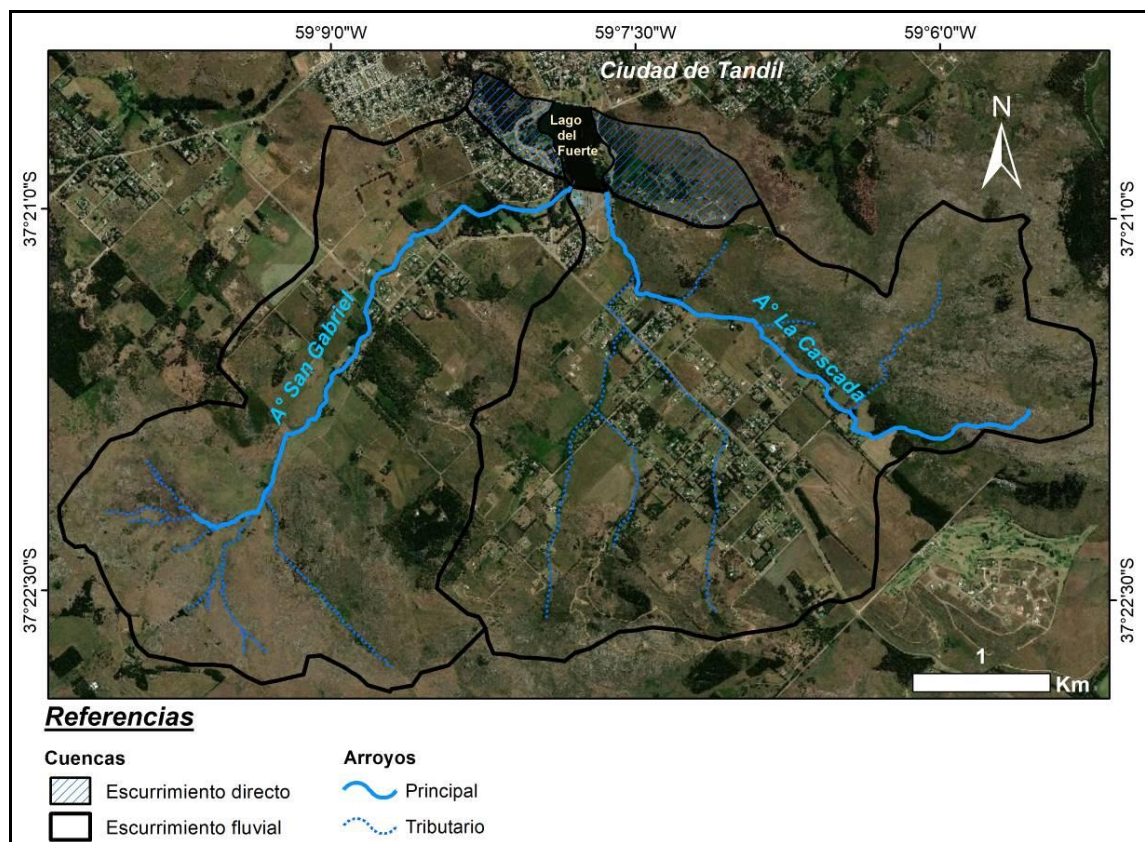 59°9'0"W
59°7'30"W
59°6'0"W
Ciudad de Tandil
Lago
del
Fuerte
N
37°21'0"S
37°21'0"S
A° San Gabriel
A° La Cascada
37°22'30"S
37°22'30"S
1
Km
Referencias
Cuencas
Escurrimiento directo
Escurrimiento fluvial
Arroyos
Principal
Tributario